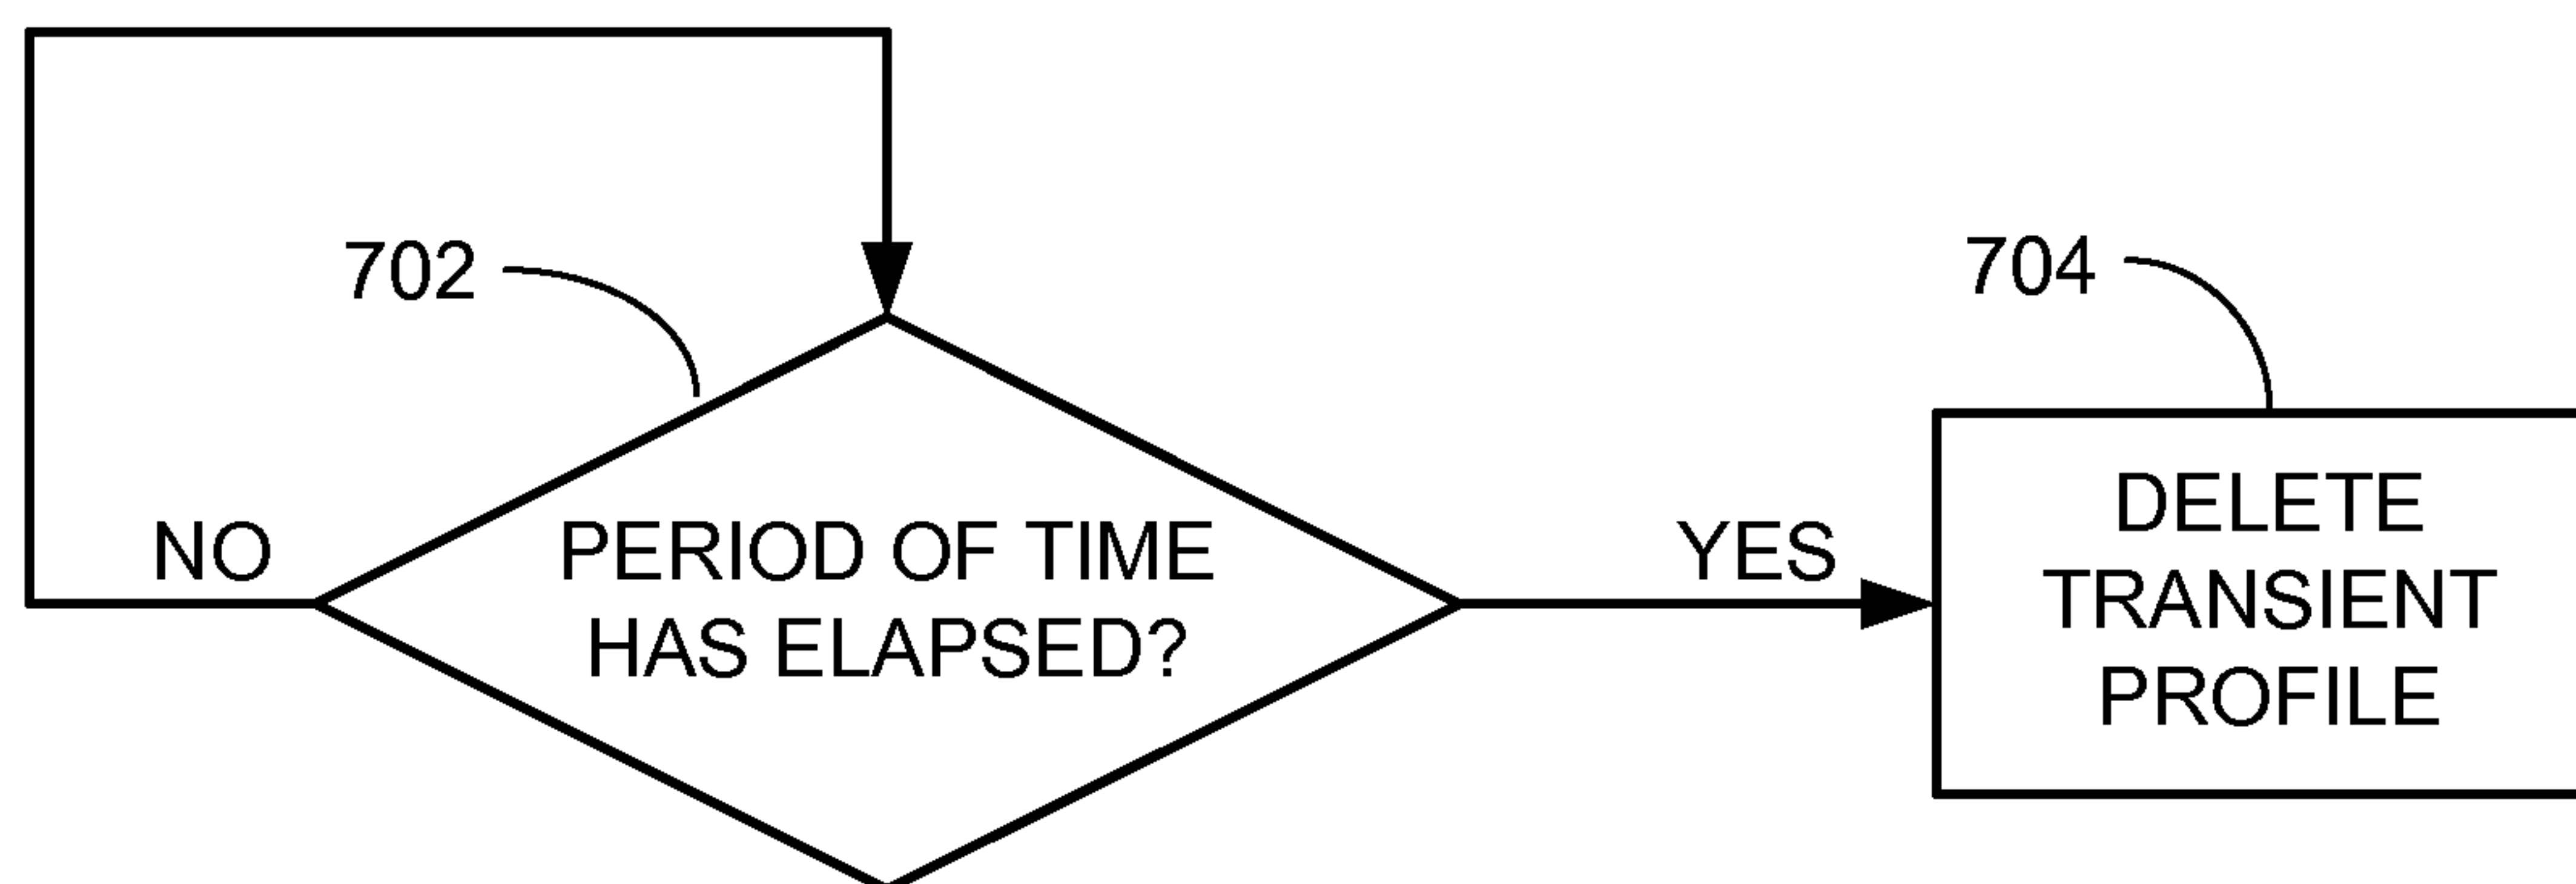 702
704
NO
PERIOD OF TIME
HAS ELAPSED?
YES
DELETE
TRANSIENT
PROFILE